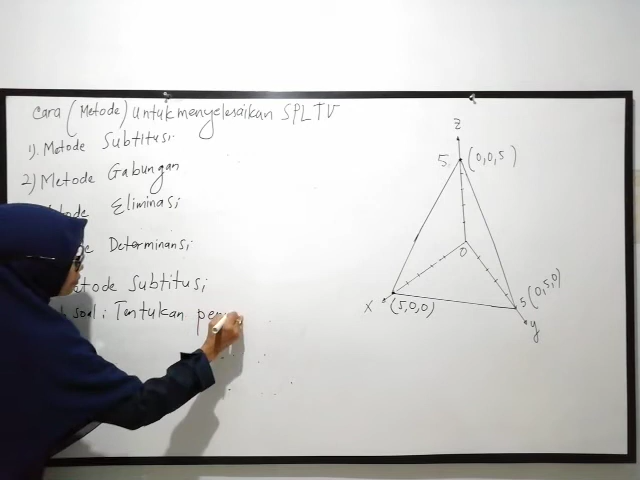 Cara (Metode) untuk menyelesaikan SPLTV
1). Metode Subtitusi
2) Metode Gabungan
Eliminasi
Determinansi
Metode Subtitusi
soal : Tentukan pen
Z
5 (0,0,5)
0
X (5,0,0)
5 (0,5,0)
y